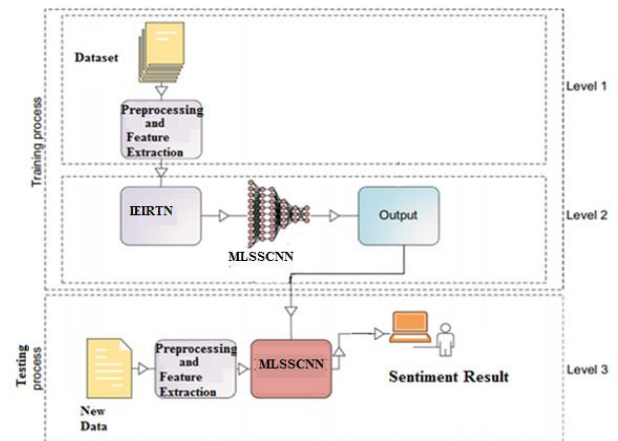 Dataset
Preprocessing
and
Feature
Extraction
Level 1
Training process
IEIRTN
MLSSCNN
Output
Level 2
Testing process
New
Data
Preprocessing
and
Feature
Extraction
MLSSCNN
Sentiment Result
Level 3